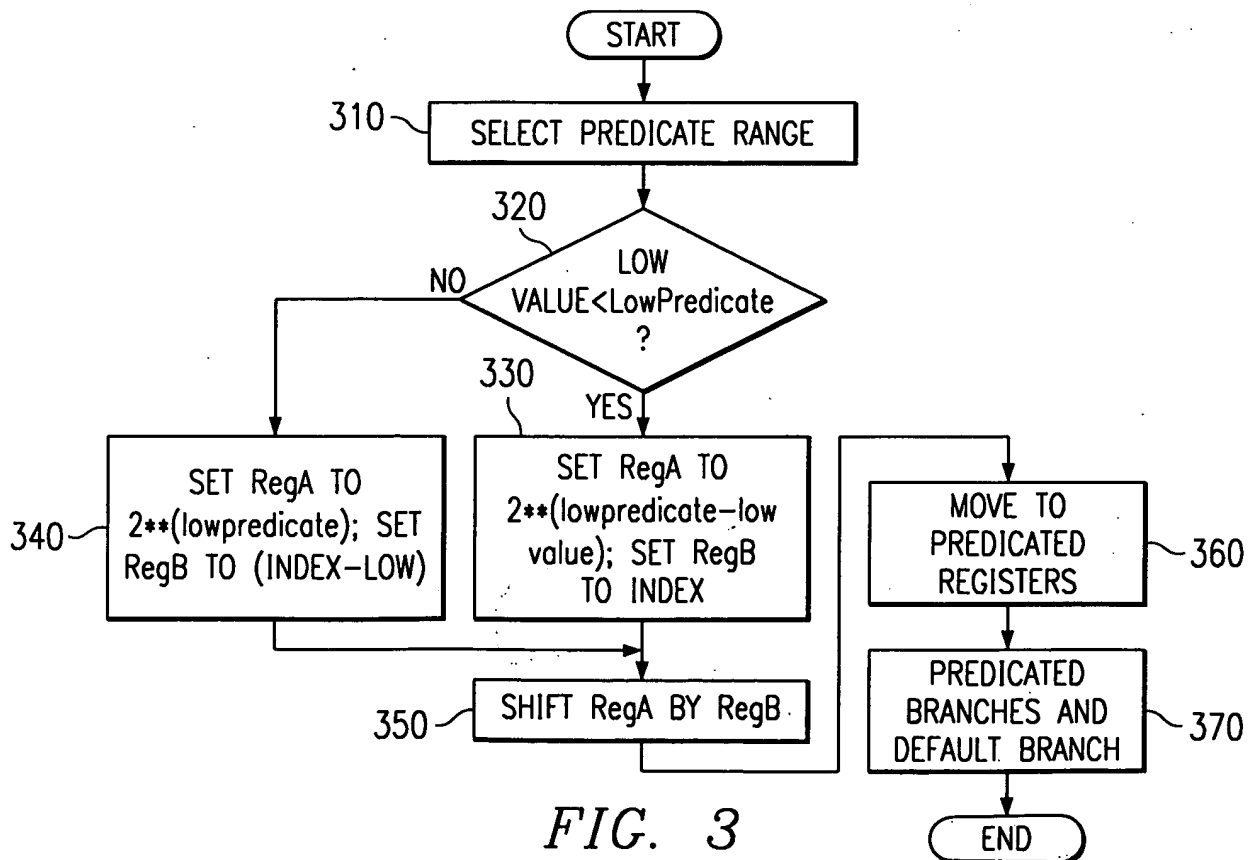 START
310
SELECT PREDICATE RANGE
320
LOW
VALUE<LowPredicate
?
NO
YES
330
340
SET RegA TO
2**(lowpredicate); SET
RegB TO (INDEX-LOW)
SET RegA TO
2**(lowpredicate-low
value); SET RegB
TO INDEX
350
SHIFT RegA BY RegB
MOVE TO
PREDICATED
REGISTERS
360
PREDICATED
BRANCHES AND
DEFAULT BRANCH
370
END
FIG. 3